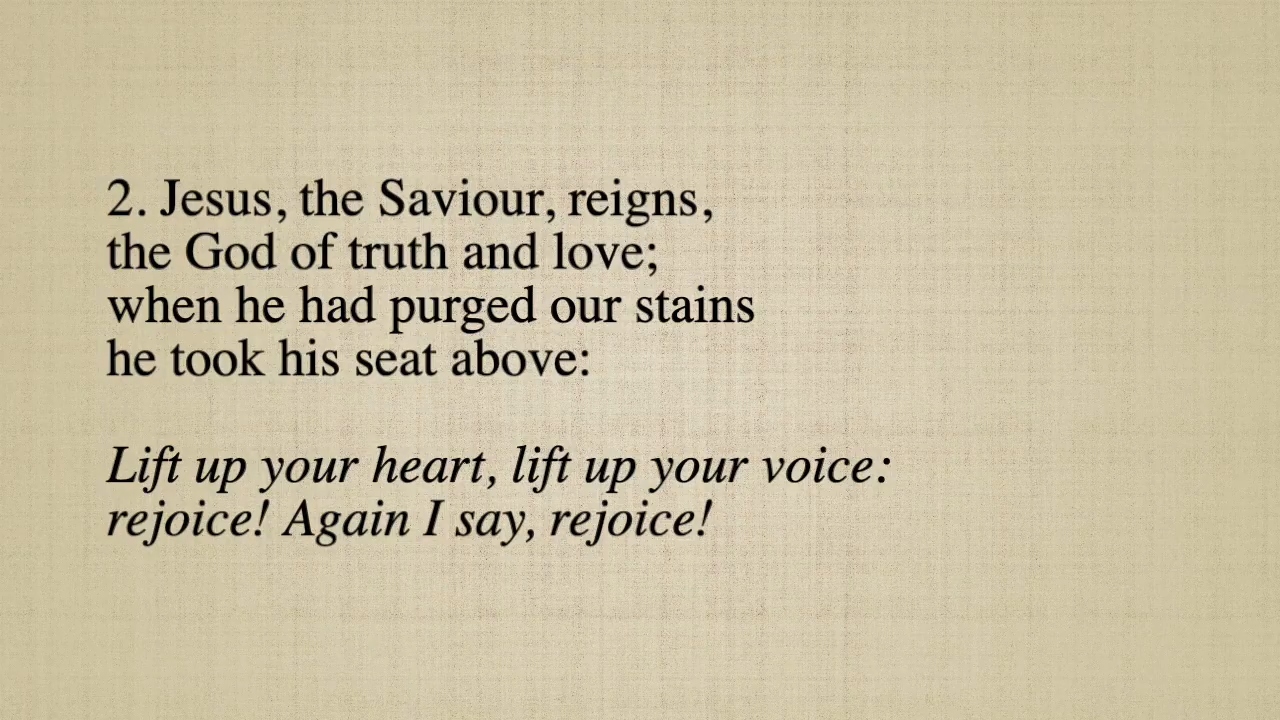 2. Jesus, the Saviour, reigns,
the God of truth and love;
when he had purged our stains
he took his seat above:
Lift up your heart, lift up your voice:
rejoice! Again I say, rejoice!